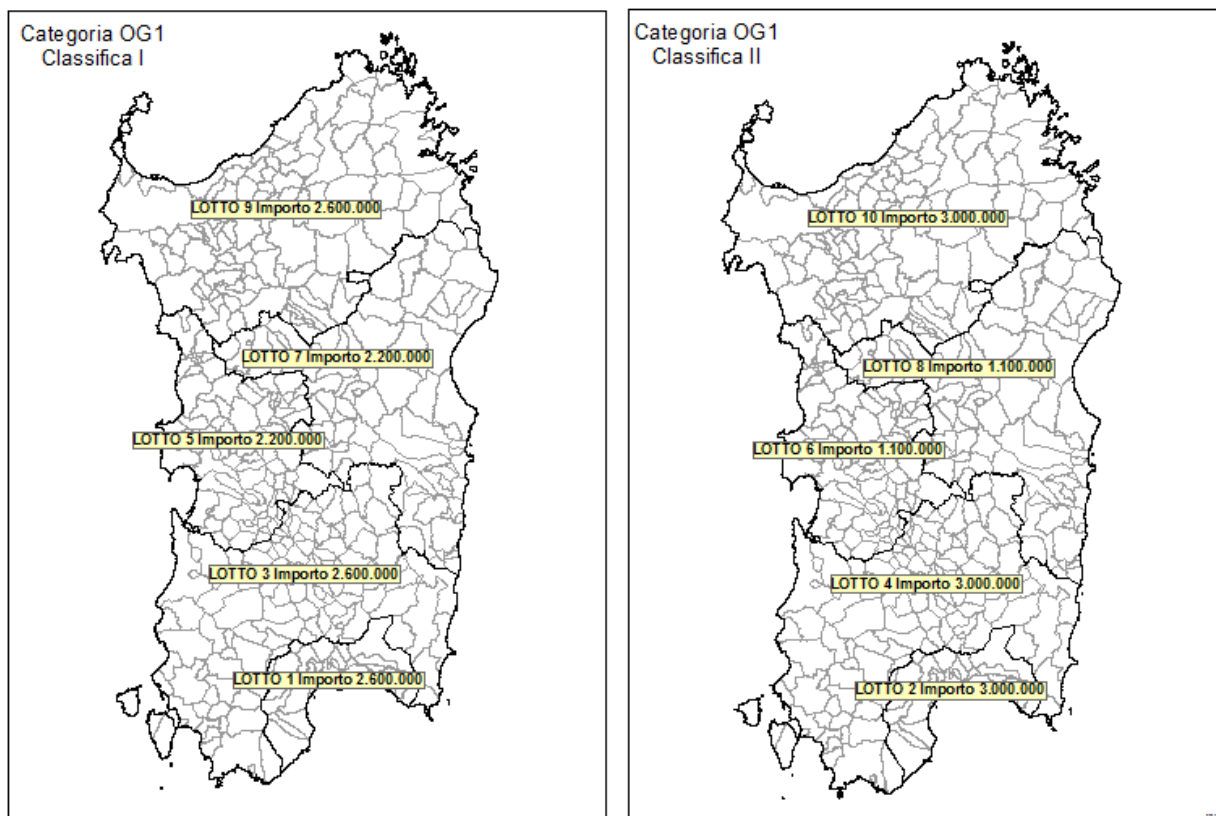 Categoria OG1
Classifica I
LOTTO 9 Importo 2.600.000
LOTTO 7 Importo 2.200.000
LOTTO 5 Importo 2.200.000
LOTTO 3 Importo 2.600.000
LOTTO 1 Importo 2.600.000
Categoria OG1
Classifica II
LOTTO 10 Importo 3.000.000
LOTTO 8 Importo 1.100.000
LOTTO 6 Importo 1.100.000
LOTTO 4 Importo 3.000.000
LOTTO 2 Importo 3.000.000